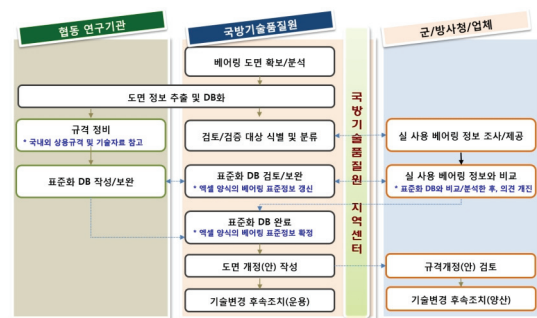 협동 연구기관
국방기술품질원
군/방사청/업체
베어링 도면 확보/분석
도면 정보 추출 및 DB화
규격 정비
* 국내외 상용규격 및 기술자료 참고
검토/검증 대상 식별 및 분류
실 사용 베어링 정보 조사/제공
표준화 DB 작성/보완
표준화 DB 검토/보완
* 엑셀 양식의 베어링 표준정보 갱신
실 사용 베어링 정보와 비교
* 표준화 DB와 비교/분석한 후, 의견 개진
표준화 DB 완료
* 엑셀 양식의 베어링 표준정보 확정
도면 개정(안) 작성
규격개정(안) 검토
기술변경 후속조치(운용)
기술변경 후속조치(양산)
국방기술품질원 지역센터